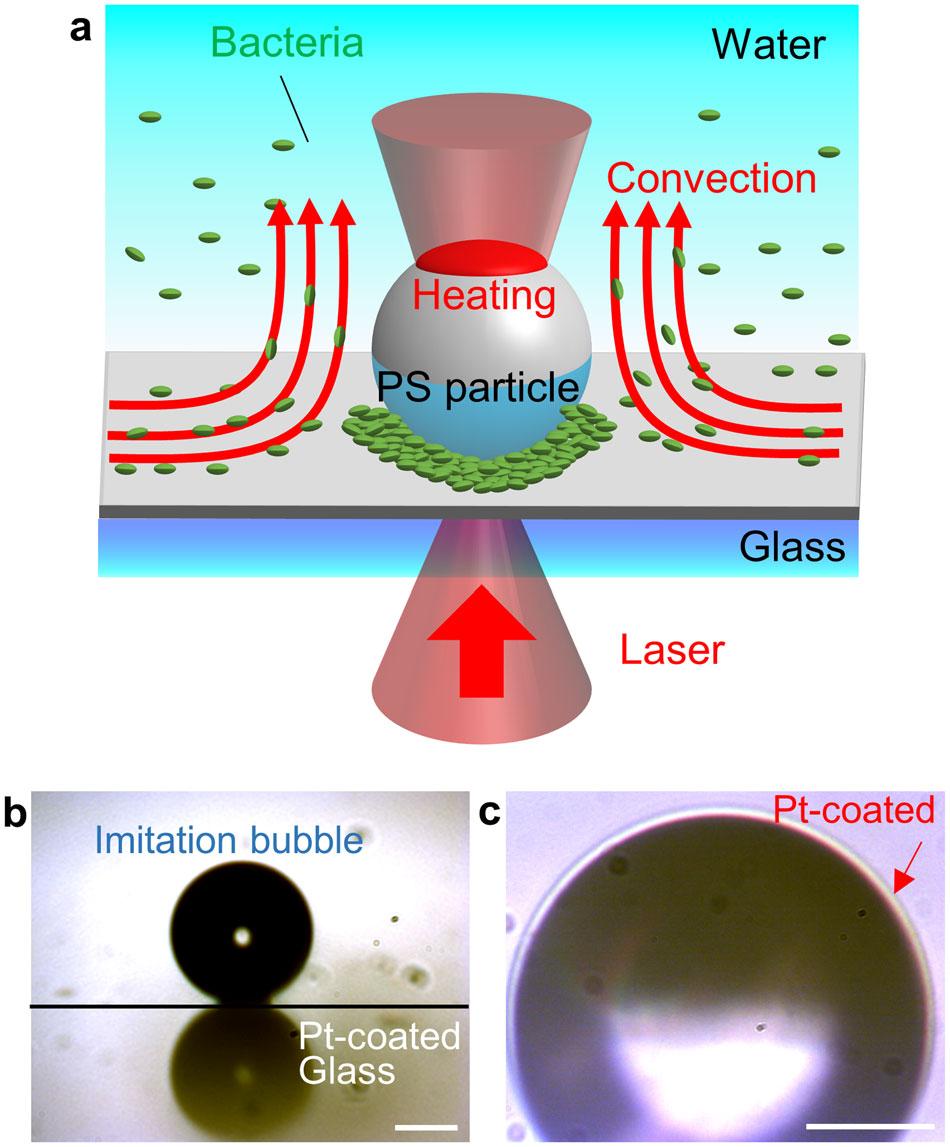 a
Bacteria
Water
Convection
Heating
PS particle
Glass
Laser
b
Imitation bubble
Pt-coated
Glass
c
Pt-coated